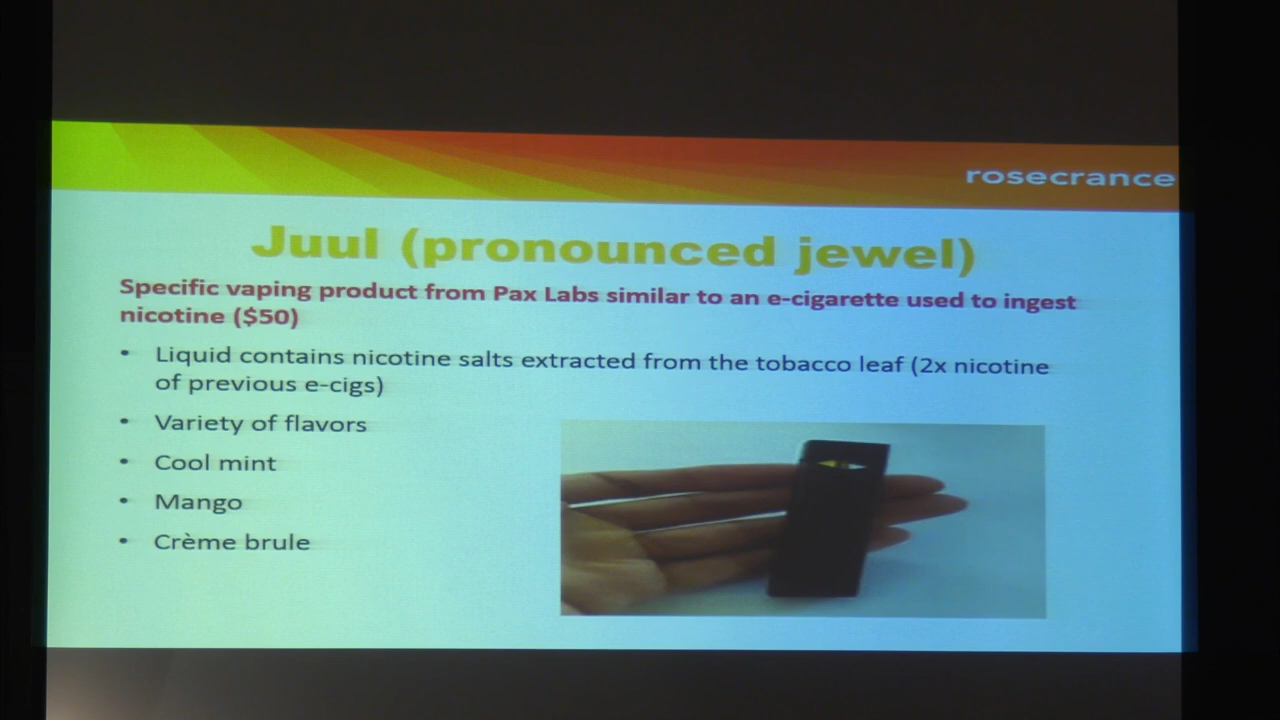 rosecrance
Juul (pronounced jewel)
Specific vaping product from Pax Labs similar to an e-cigarette used to ingest
nicotine ($50)
• Liquid contains nicotine salts extracted from the tobacco leaf (2x nicotine
of previous e-cigs)
• Variety of flavors
• Cool mint
• Mango
• Crème brule